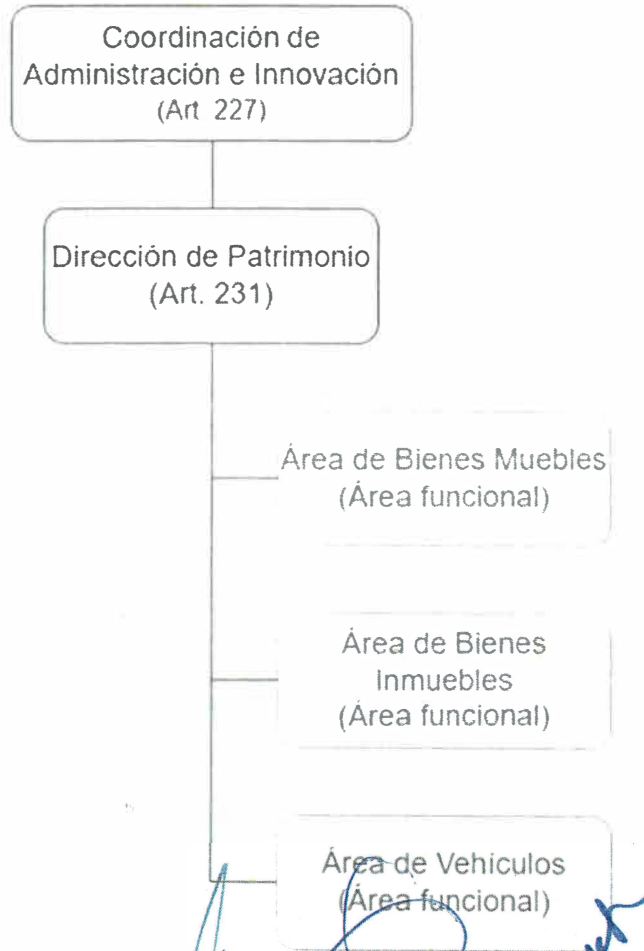 Coordinación de
Administración e Innovación
(Art 227)
Dirección de Patrimonio
(Art. 231)
Área de Bienes Muebles
(Área funcional)
Área de Bienes
Inmuebles
(Área funcional)
Área de Vehiculos
(Área funcional)